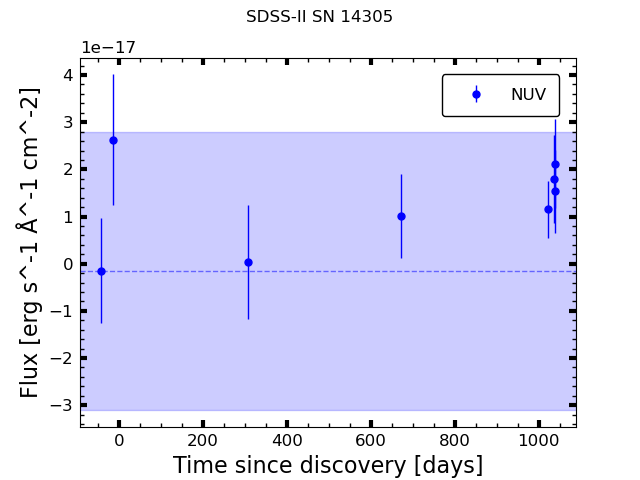 SDSS-II SN 14305
1e−17
NUV
4
3
2
1
0
−1
−2
−3
Flux [erg s^-1 Å^-1 cm^-2]
0 200 400 600 800 1000
Time since discovery [days]